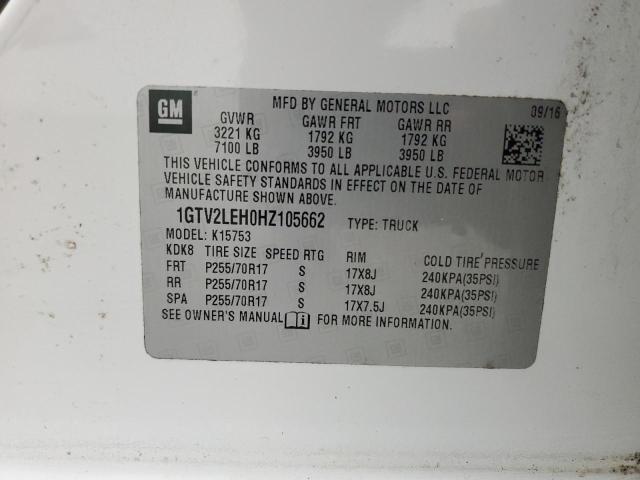 GM
MFD BY GENERAL MOTORS LLC 09/16
GVWR GAWR FRT GAWR RR
3221 KG 1792 KG 1792 KG
7100 LB 3950 LB 3950 LB
THIS VEHICLE CONFORMS TO ALL APPLICABLE U.S. FEDERAL MOTOR
VEHICLE SAFETY STANDARDS IN EFFECT ON THE DATE OF
MANUFACTURE SHOWN ABOVE.
1GTV2LEH0HZ105662 TYPE: TRUCK
MODEL: K15753
KDK8 TIRE SIZE SPEED RTG RIM COLD TIRE PRESSURE
FRT P255/70R17 S 17X8J 240KPA(35PSI)
RR P255/70R17 S 17X8J 240KPA(35PSI)
SPA P255/70R17 S 17X7.5J 240KPA(35PSI)
SEE OWNER'S MANUAL i FOR MORE INFORMATION.